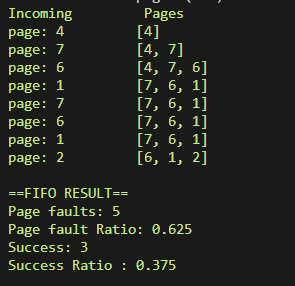 Incoming Pages
page: 4 [4]
page: 7 [4, 7]
page: 6 [4, 7, 6]
page: 1 [7, 6, 1]
page: 7 [7, 6, 1]
page: 6 [7, 6, 1]
page: 1 [7, 6, 1]
page: 2 [6, 1, 2]
==FIFO RESULT==
Page faults: 5
Page fault Ratio: 0.625
Success: 3
Success Ratio : 0.375